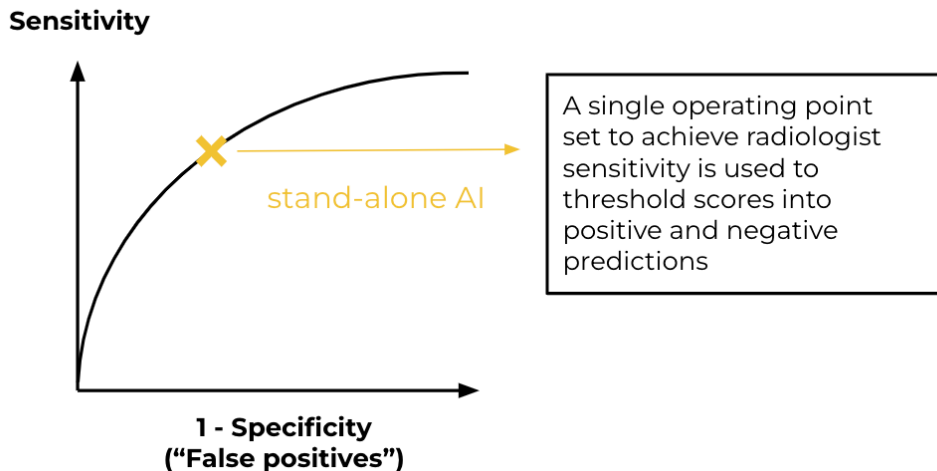 Sensitivity
A single operating point
set to achieve radiologist
sensitivity is used to
threshold scores into
positive and negative
predictions
stand-alone AI
1 - Specificity
(“False positives”)